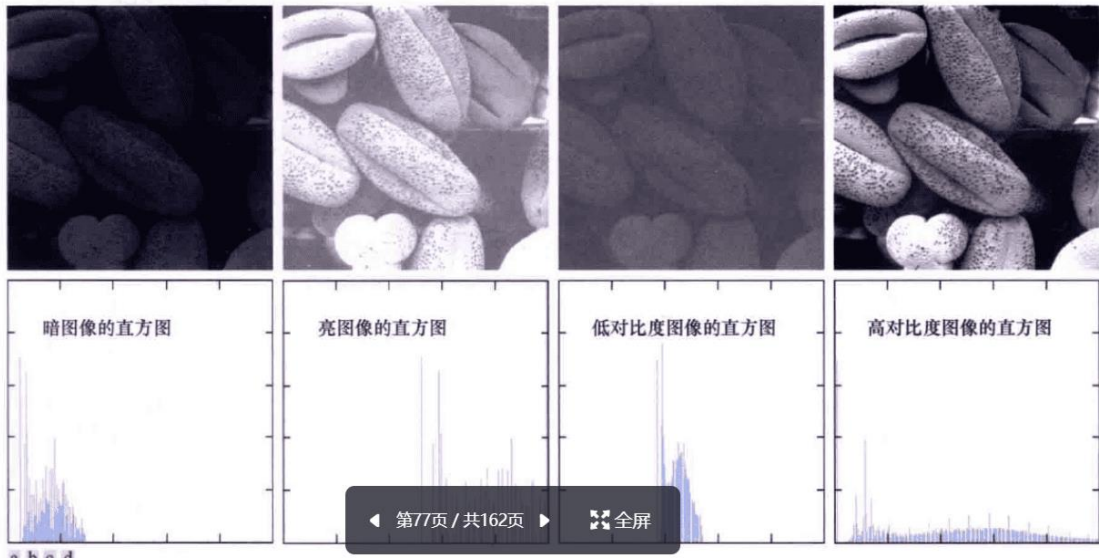 暗图像的直方图
亮图像的直方图
低对比度图像的直方图
高对比度图像的直方图
第77页 / 共162页
全屏
a b c d